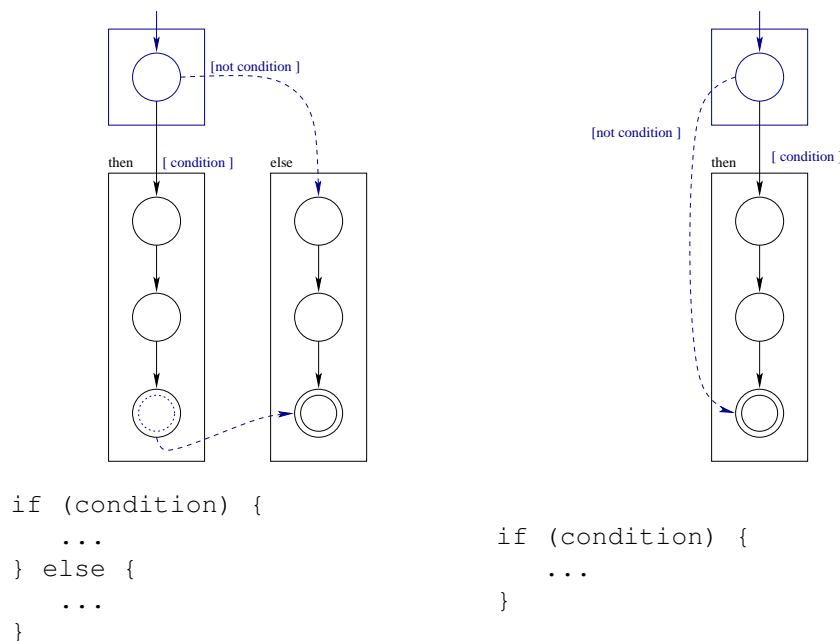 [not condition ]
then
[ condition ]
else
if (condition) {
   ...
} else {
   ...
}
[not condition ]
then
[ condition ]
if (condition) {
   ...
}